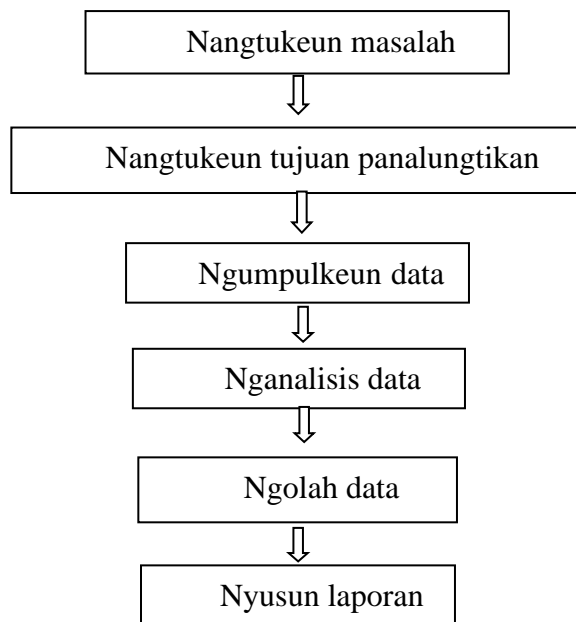 Nangtukeun masalah
Nangtukeun tujuan panalungtikan
Ngumpulkeun data
Nganalisis data
Ngolah data
Nyusun laporan